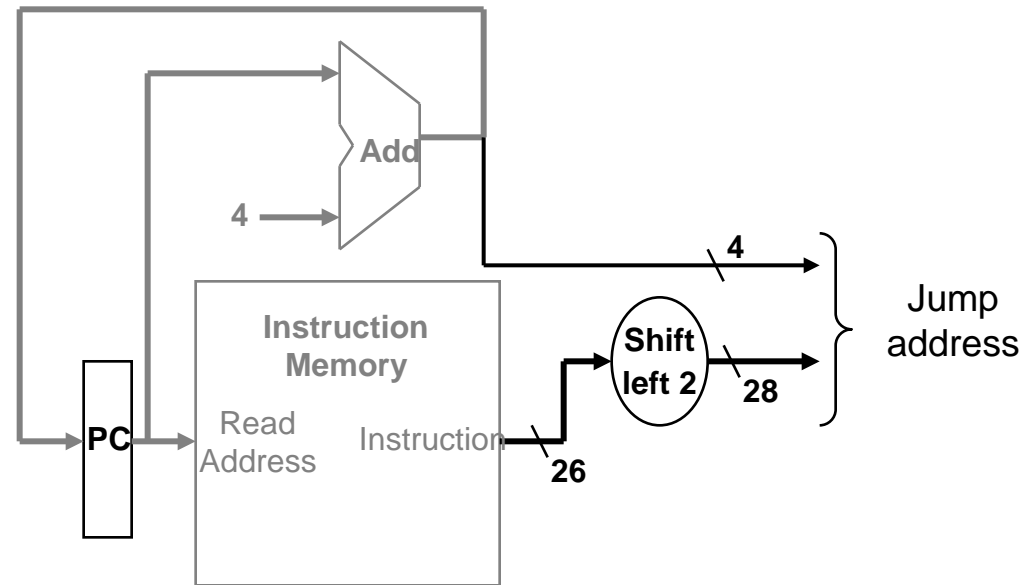 Add
4
4
Jump
address
Instruction
Memory
Shift
left 2
28
PC
Read
Address
Instruction
26